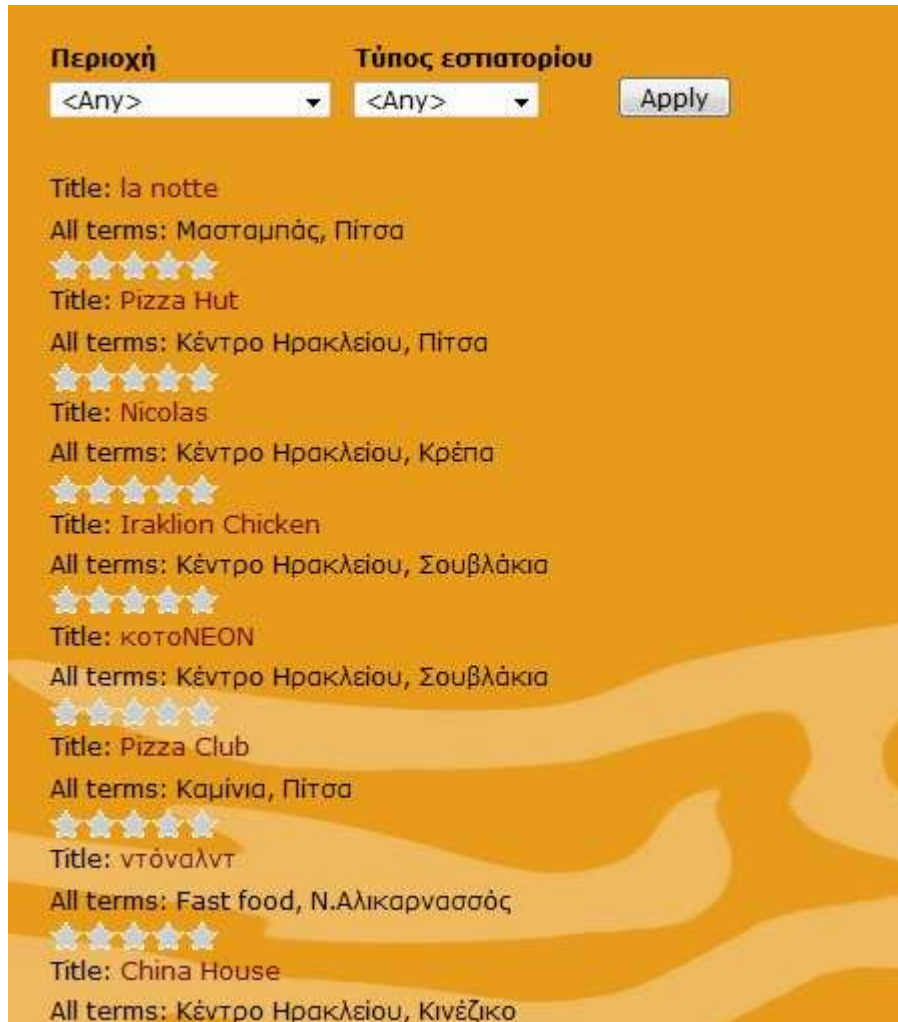 Περιοχή Τύπος εστιατορίου
<Any> <Any> Apply
Title: la notte
All terms: Μασταμπάς, Πίτσα
Title: Pizza Hut
All terms: Κέντρο Ηρακλείου, Πίτσα
Title: Nicolas
All terms: Κέντρο Ηρακλείου, Κρέπα
Title: Iraklion Chicken
All terms: Κέντρο Ηρακλείου, Σουβλάκια
Title: κοτοΝΕΟΝ
All terms: Κέντρο Ηρακλείου, Σουβλάκια
Title: Pizza Club
All terms: Καμίνια, Πίτσα
Title: ντόναλντ
All terms: Fast food, Ν.Αλικαρνασσός
Title: China House
All terms: Κέντρο Ηρακλείου, Κινέζικο